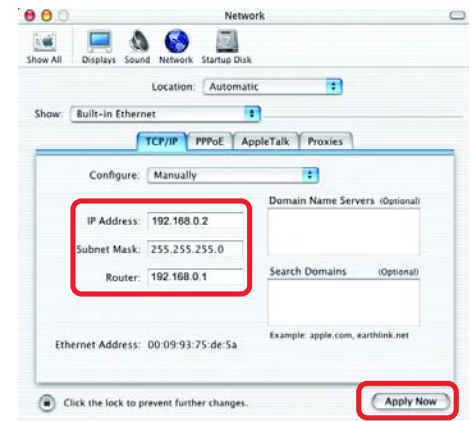 Network
Show All Displays Sound Network Startup Disk
Location: Automatic
Show: Built-in Ethernet
TCP/IP PPPoE AppleTalk Proxies
Configure: Manually
Domain Name Servers (Optional)
IP Address: 192.168.0.2
Subnet Mask: 255.255.255.0
Router: 192.168.0.1
Search Domains (Optional)
Example: apple.com, earthlink.net
Ethernet Address: 00:09:93:75:de:5a
Click the lock to prevent further changes.
Apply Now